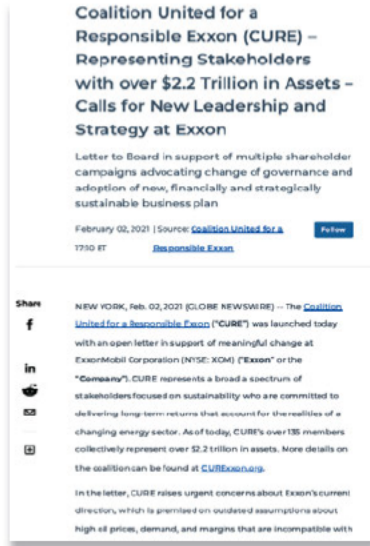 Coalition United for a
Responsible Exxon (CURE) –
Representing Stakeholders
with over $2.2 Trillion in Assets –
Calls for New Leadership and
Strategy at Exxon
Letter to Board in support of multiple shareholder
campaigns advocating change of governance and
adoption of new, financially and strategically
sustainable business plan
February 02, 2021 | Source: Coalition United for a
Follow
17:10 ET
Responsible Exxon
Share
NEW YORK, Feb. 02, 2021 (GLOBE NEWSWIRE) -- The Coalition
United for a Responsible Exxon ("CURE") was launched today
with an open letter in support of meaningful change at
ExxonMobil Corporation (NYSE: XOM) ("Exxon" or the
"Company"). CURE represents a broad a spectrum of
stakeholders focused on sustainability who are committed to
delivering long-term returns that account for the realities of a
changing energy sector. As of today, CURE's over 135 members
collectively represent over $2.2 trillion in assets. More details on
the coalition can be found at CURExxon.org.
In the letter, CURE raises urgent concerns about Exxon's current
direction, which is premised on outdated assumptions about
high oil prices, demand, and margins that are incompatible with